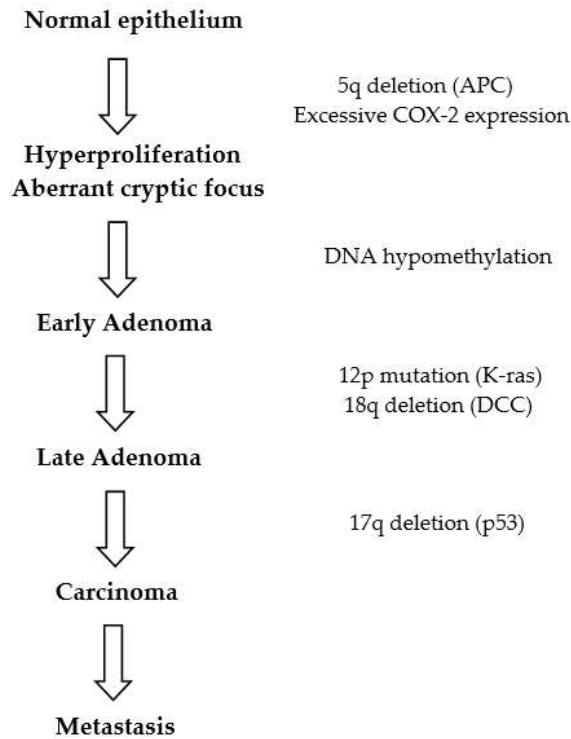 Normal epithelium
5q deletion (APC)
Excessive COX-2 expression
Hyperproliferation
Aberrant cryptic focus
DNA hypomethylation
Early Adenoma
12p mutation (K-ras)
18q deletion (DCC)
Late Adenoma
17q deletion (p53)
Carcinoma
Metastasis